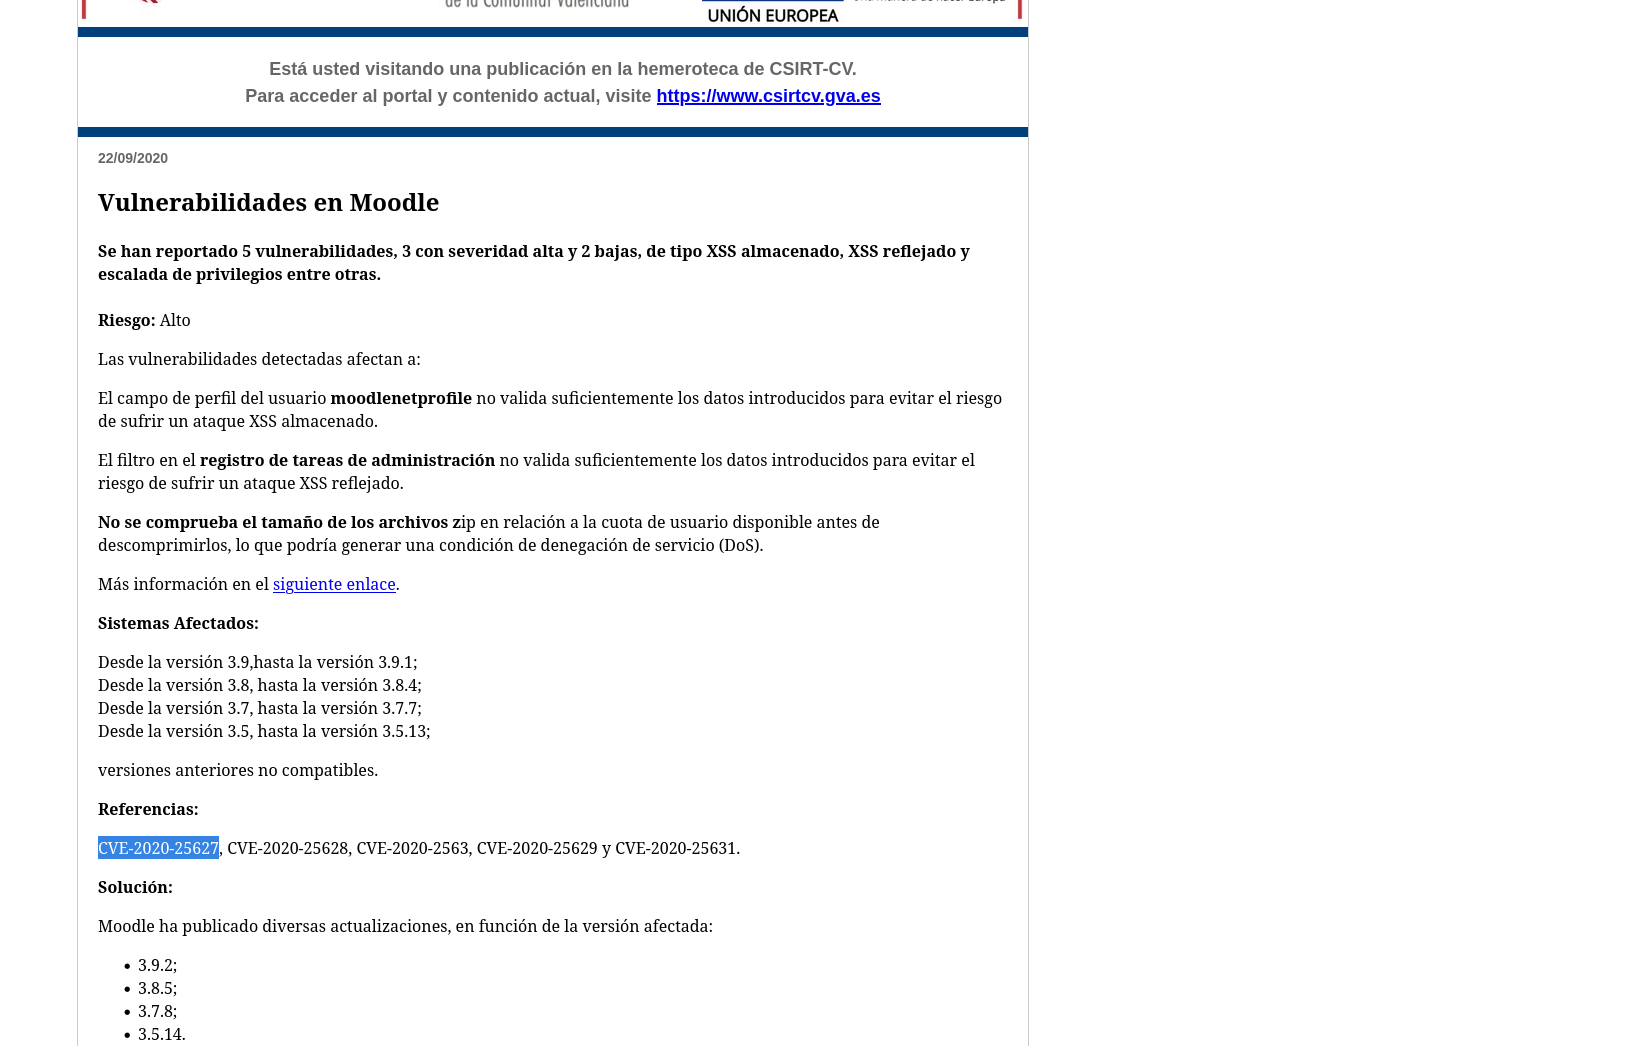 de la Comunitat Valenciana
Una manera de hacer Europa
UNIÓN EUROPEA
Está usted visitando una publicación en la hemeroteca de CSIRT-CV.
Para acceder al portal y contenido actual, visite https://www.csirtcv.gva.es
22/09/2020
Vulnerabilidades en Moodle
Se han reportado 5 vulnerabilidades, 3 con severidad alta y 2 bajas, de tipo XSS almacenado, XSS reflejado y
escalada de privilegios entre otras.
Riesgo: Alto
Las vulnerabilidades detectadas afectan a:
El campo de perfil del usuario moodlenetprofile no valida suficientemente los datos introducidos para evitar el riesgo
de sufrir un ataque XSS almacenado.
El filtro en el registro de tareas de administración no valida suficientemente los datos introducidos para evitar el
riesgo de sufrir un ataque XSS reflejado.
No se comprueba el tamaño de los archivos zip en relación a la cuota de usuario disponible antes de
descomprimirlos, lo que podría generar una condición de denegación de servicio (DoS).
Más información en el siguiente enlace.
Sistemas Afectados:
Desde la versión 3.9,hasta la versión 3.9.1;
Desde la versión 3.8, hasta la versión 3.8.4;
Desde la versión 3.7, hasta la versión 3.7.7;
Desde la versión 3.5, hasta la versión 3.5.13;
versiones anteriores no compatibles.
Referencias:
CVE-2020-25627, CVE-2020-25628, CVE-2020-2563, CVE-2020-25629 y CVE-2020-25631.
Solución:
Moodle ha publicado diversas actualizaciones, en función de la versión afectada:
• 3.9.2;
• 3.8.5;
• 3.7.8;
• 3.5.14.